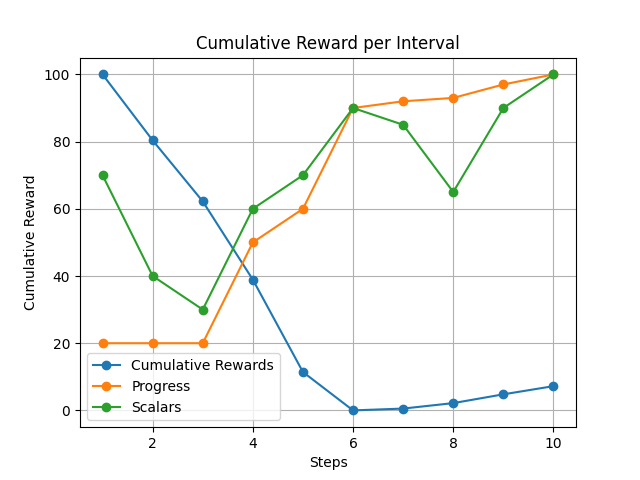 Cumulative Reward per Interval
Cumulative Reward
100
80
60
40
20
0
Cumulative Rewards
Progress
Scalars
2 4 6 8 10
Steps